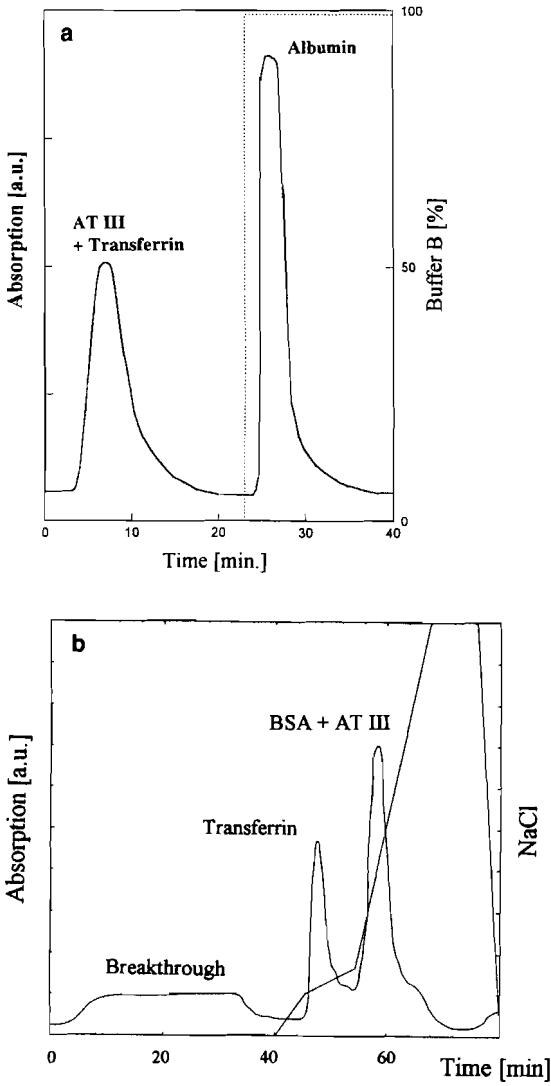 a
Albumin
AT III
+ Transferrin
Absorption [a.u.]
Buffer B [%]
100
50
0
0 10 20 30 40
Time [min.]
b
BSA + AT III
Transferrin
Breakthrough
Absorption [a.u.]
NaCl
0 20 40 60 Time [min]